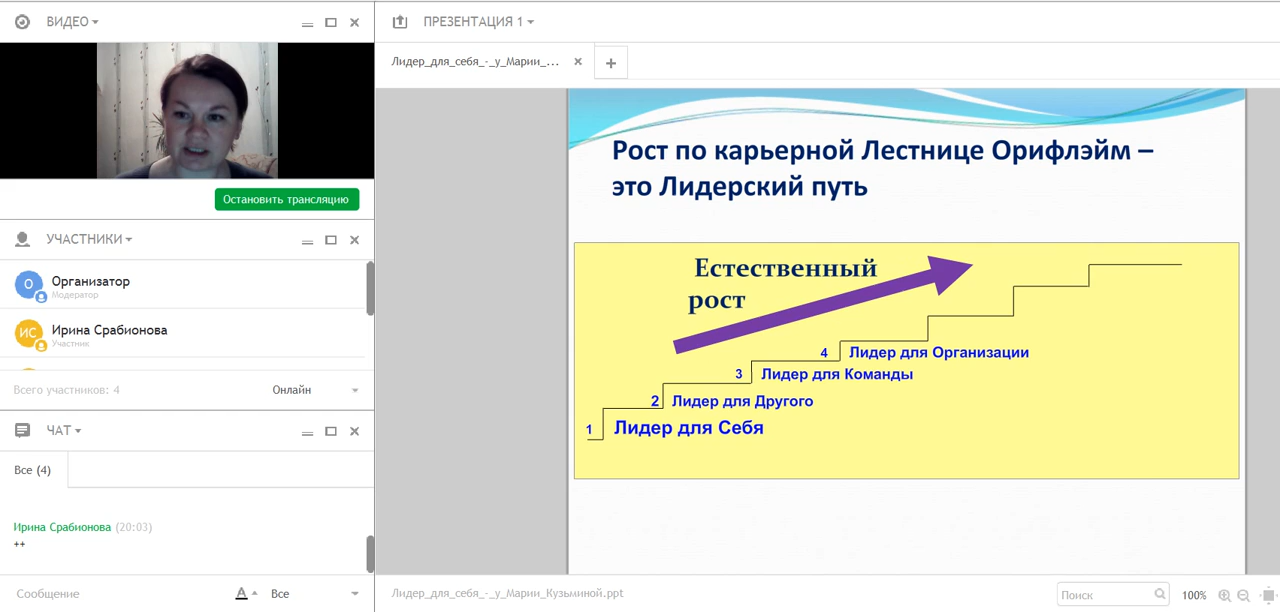 ВИДЕО
Остановить трансляцию
УЧАСТНИКИ
О
Организатор
Модератор
ИС
Ирина Срабионова
Участник
Всего участников: 4
Онлайн
ЧАТ
Все (4)
Ирина Срабионова (20:03)
++
Сообщение
A
Все
ПРЕЗЕНТАЦИЯ 1
Лидер_для_себя_-_у_Марии_...
Рост по карьерной Лестнице Орифлэйм –
это Лидерский путь
Естественный
рост
4 Лидер для Организации
3 Лидер для Команды
2 Лидер для Другого
1 Лидер для Себя
Лидер_для_себя_-_у_Марии_Кузьминой.ppt
Поиск
100%